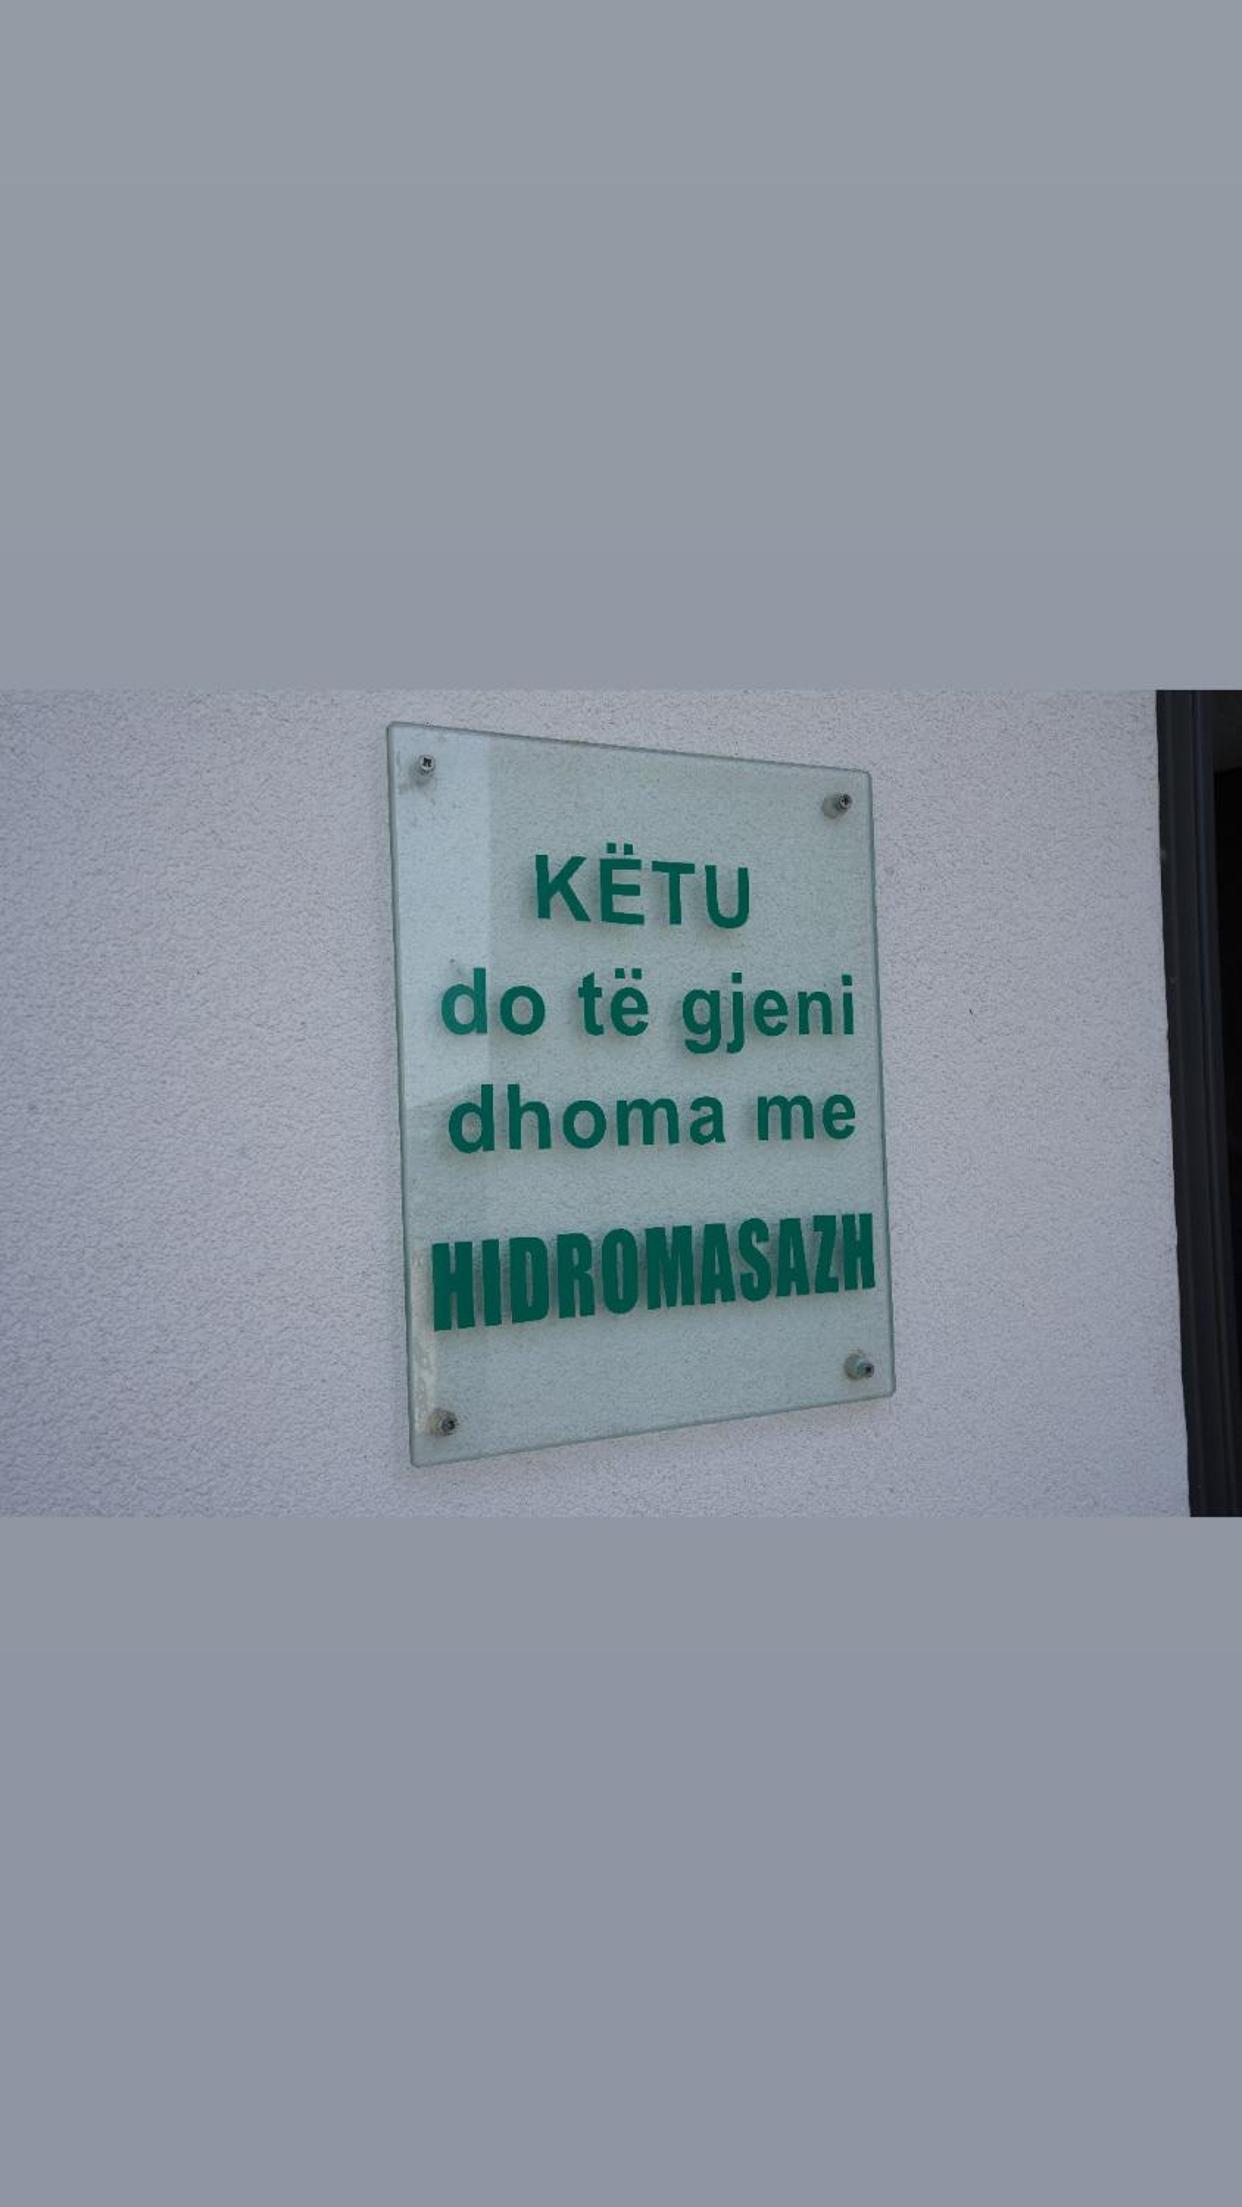 KËTU
do të gjeni
dhoma me
HIDROMASAZH